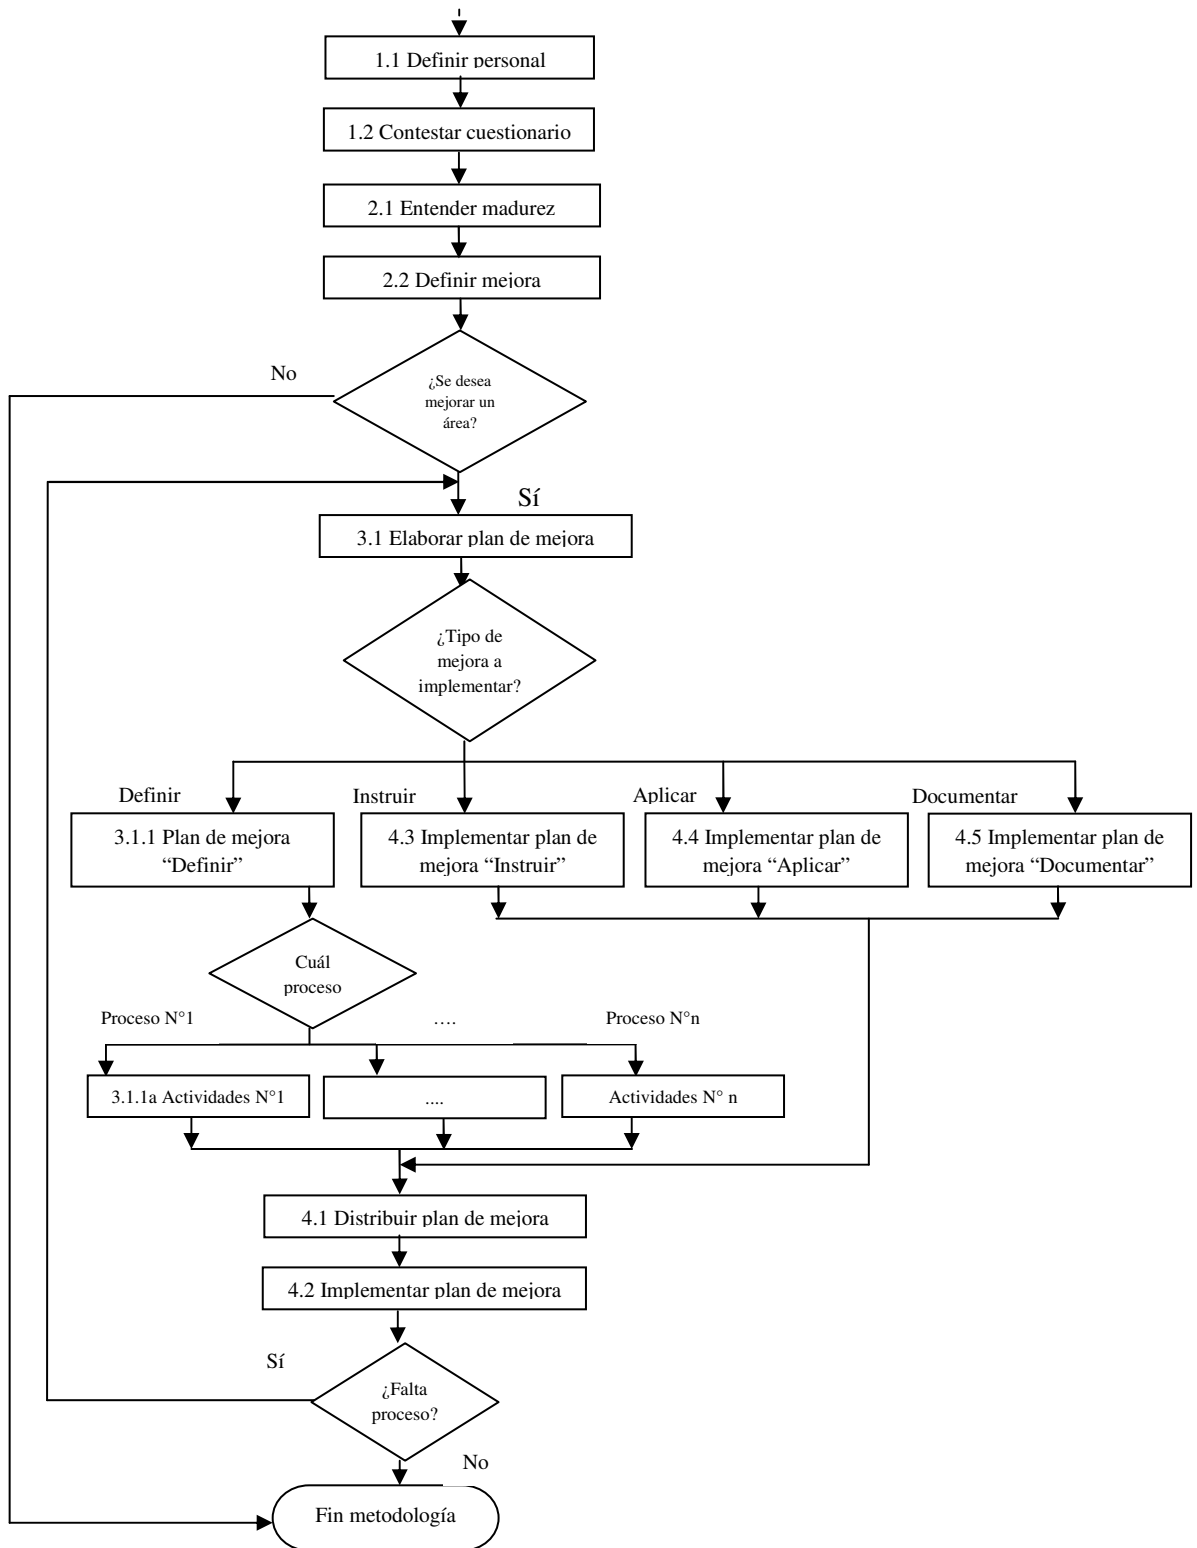 1.1 Definir personal
1.2 Contestar cuestionario
2.1 Entender madurez
2.2 Definir mejora
No
¿Se desea
mejorar un
área?
Sí
3.1 Elaborar plan de mejora
¿Tipo de
mejora a
implementar?
Definir
Instruir
Aplicar
Documentar
3.1.1 Plan de mejora
“Definir”
4.3 Implementar plan de
mejora “Instruir”
4.4 Implementar plan de
mejora “Aplicar”
4.5 Implementar plan de
mejora “Documentar”
Cuál
proceso
Proceso N°1
….
Proceso N°n
3.1.1a Actividades N°1
....
Actividades N° n
4.1 Distribuir plan de mejora
4.2 Implementar plan de mejora
Sí
¿Falta
proceso?
No
Fin metodología